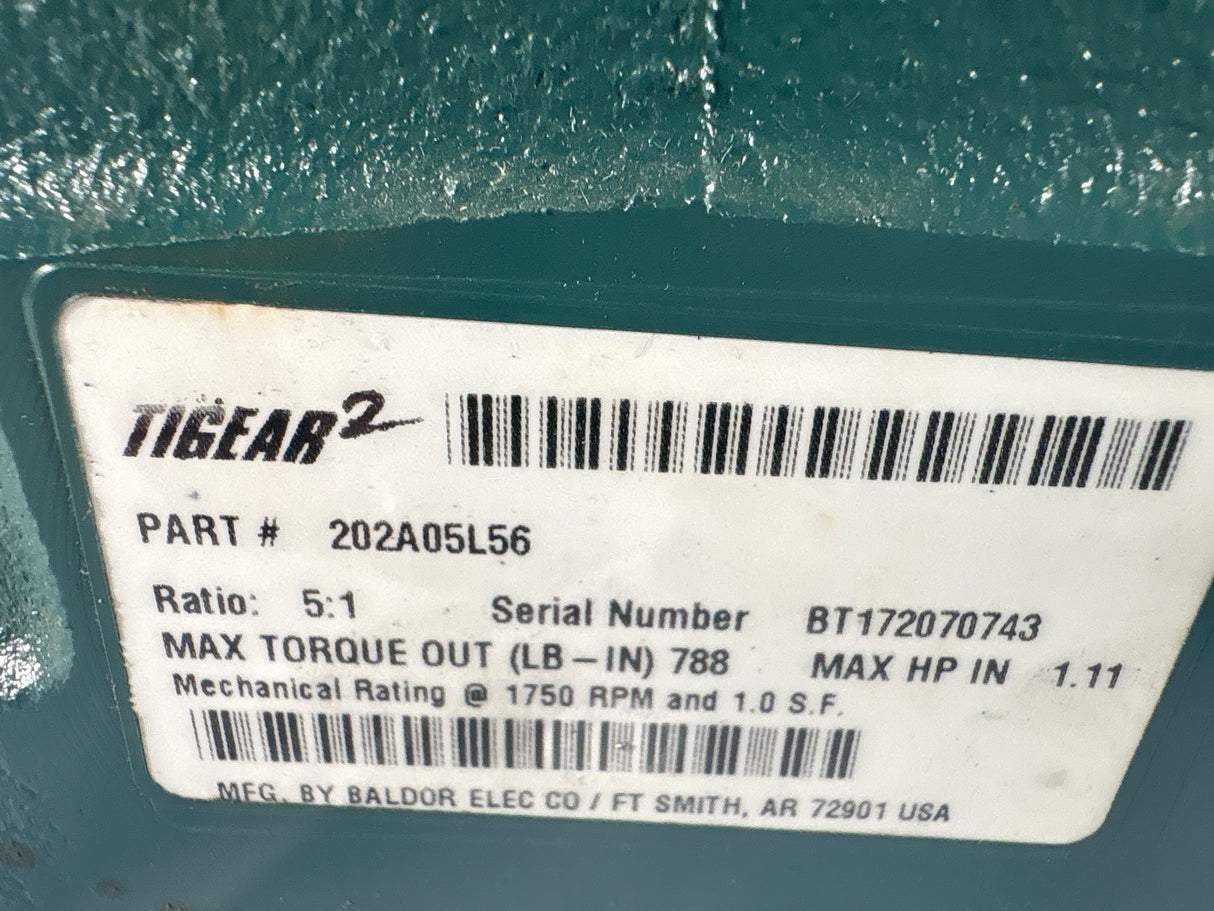 TIGEAR2
PART # 202A05L56
Ratio: 5:1 Serial Number BT172070743
MAX TORQUE OUT (LB-IN) 788 MAX HP IN 1.11
Mechanical Rating @ 1750 RPM and 1.0 S.F.
MFG. BY BALDOR ELEC CO / FT SMITH, AR 72901 USA